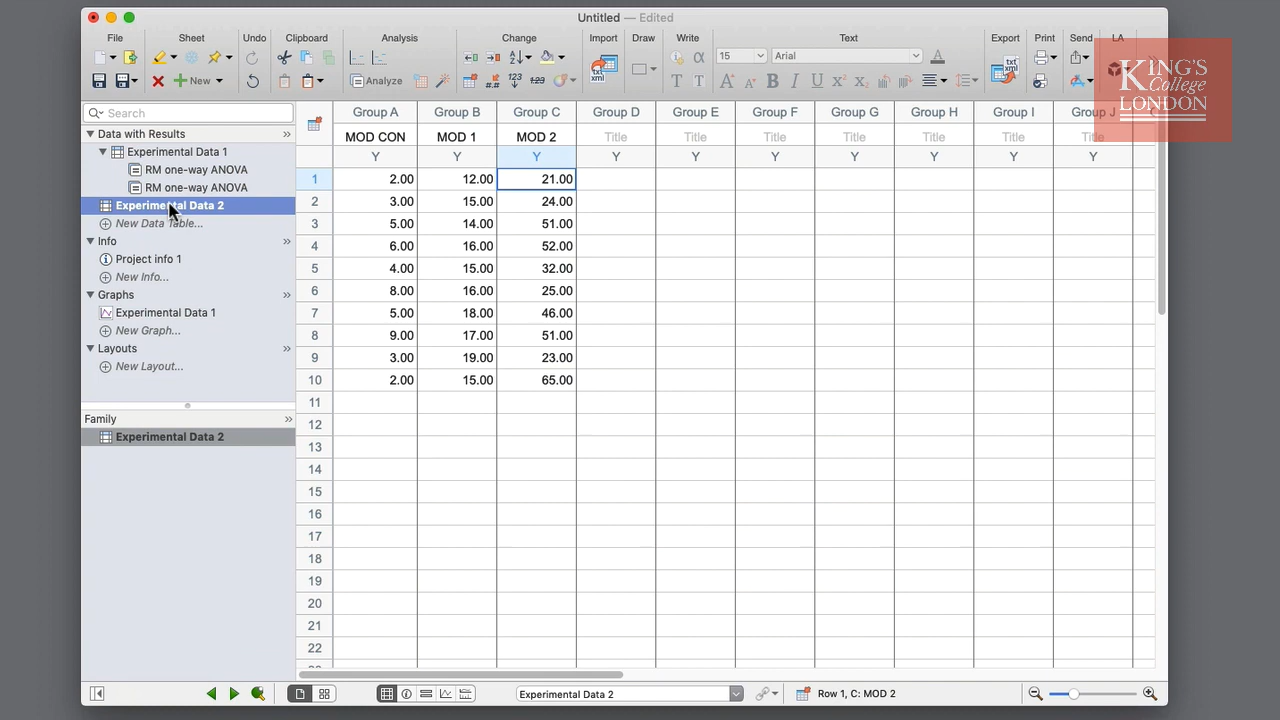 Untitled — Edited
File Sheet Undo Clipboard Analysis Change Import Draw Write Text Export Print Send LA
15 Arial
Analyze
New
KING'S
College
LONDON
Search
Data with Results
Experimental Data 1
RM one-way ANOVA
RM one-way ANOVA
Experimental Data 2
New Data Table...
Info
Project info 1
New Info...
Graphs
Experimental Data 1
New Graph...
Layouts
New Layout...
Family
Experimental Data 2
Group A Group B Group C Group D Group E Group F Group G Group H Group I Group J
MOD CON MOD 1 MOD 2 Title Title Title Title Title Title Title
Y Y Y Y Y Y Y Y Y Y
1 2.00 12.00 21.00
2 3.00 15.00 24.00
3 5.00 14.00 51.00
4 6.00 16.00 52.00
5 4.00 15.00 32.00
6 8.00 16.00 25.00
7 5.00 18.00 46.00
8 9.00 17.00 51.00
9 3.00 19.00 23.00
10 2.00 15.00 65.00
11
12
13
14
15
16
17
18
19
20
21
22
Experimental Data 2
Row 1, C: MOD 2